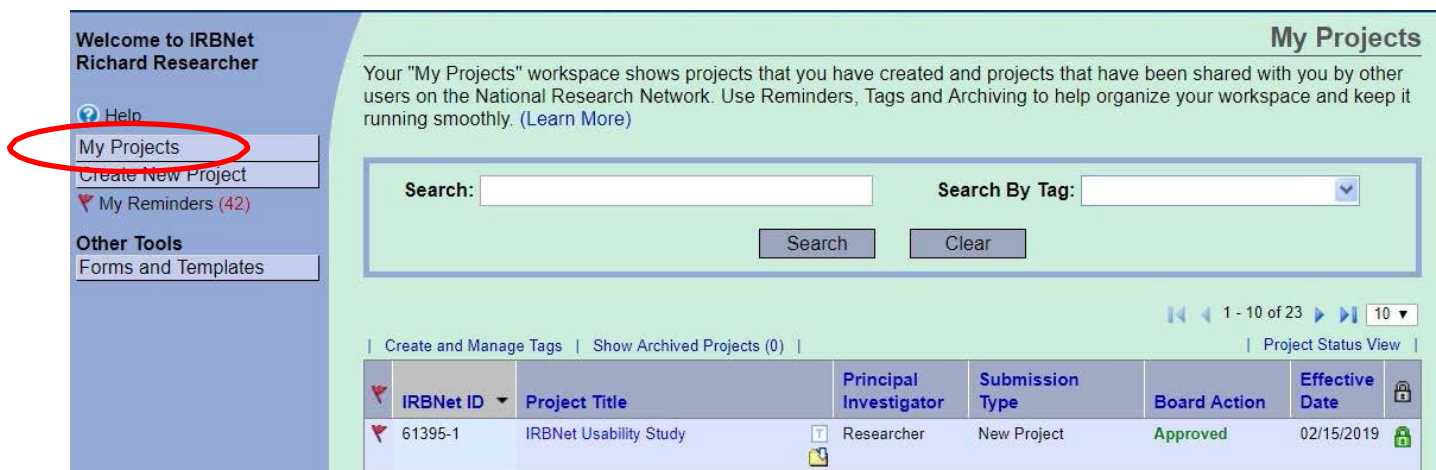 Welcome to IRBNet
Richard Researcher
Help
My Projects
Create New Project
My Reminders (42)
Other Tools
Forms and Templates
My Projects
Your "My Projects" workspace shows projects that you have created and projects that have been shared with you by other
users on the National Research Network. Use Reminders, Tags and Archiving to help organize your workspace and keep it
running smoothly. (Learn More)
Search:
Search By Tag:
Search Clear
1 - 10 of 23 10
| Create and Manage Tags | Show Archived Projects (0) | | Project Status View |
IRBNet ID Project Title Principal Investigator Submission Type Board Action Effective Date
61395-1 IRBNet Usability Study T Researcher New Project Approved 02/15/2019